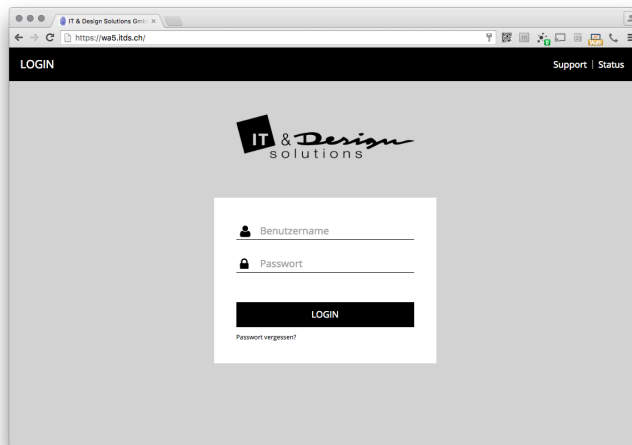 IT & Design Solutions Gmb
https://wa5.itds.ch/
LOGIN
Support | Status
IT & Design
solutions
Benutzername
Passwort
LOGIN
Passwort vergessen?